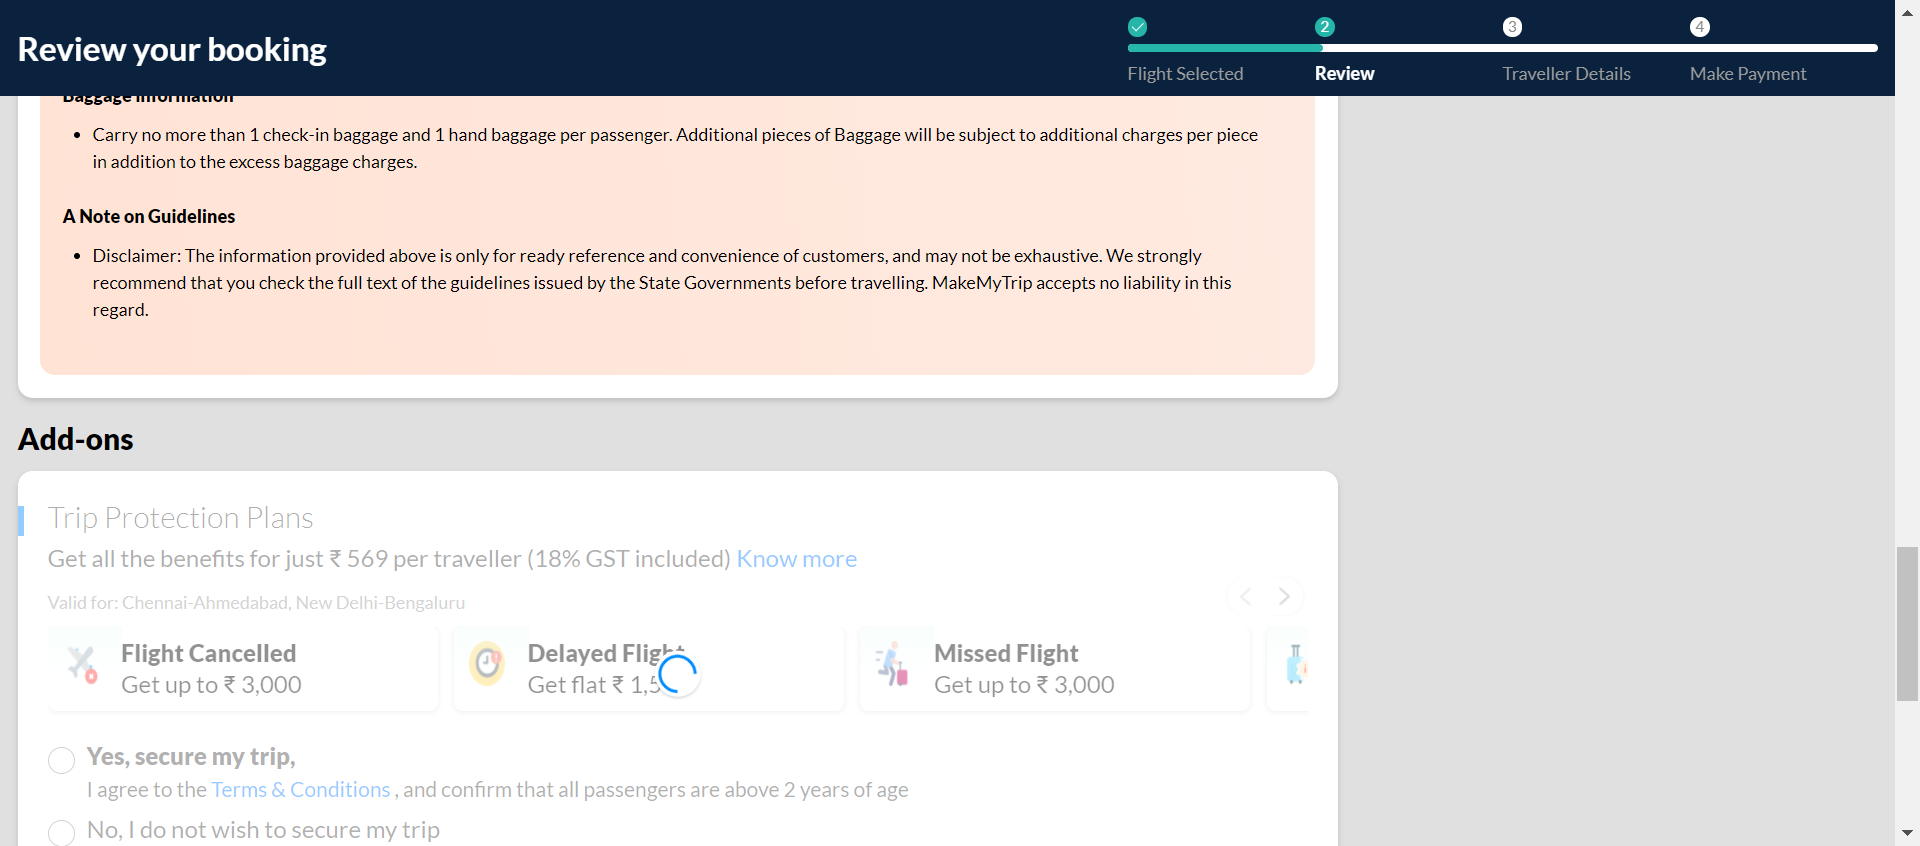 Review your booking
2
3
4
Flight Selected
Review
Traveller Details
Make Payment
Baggage Information
• Carry no more than 1 check-in baggage and 1 hand baggage per passenger. Additional pieces of Baggage will be subject to additional charges per piece
in addition to the excess baggage charges.
A Note on Guidelines
• Disclaimer: The information provided above is only for ready reference and convenience of customers, and may not be exhaustive. We strongly
recommend that you check the full text of the guidelines issued by the State Governments before travelling. MakeMyTrip accepts no liability in this
regard.
Add-ons
Trip Protection Plans
Get all the benefits for just ₹ 569 per traveller (18% GST included) Know more
Valid for: Chennai-Ahmedabad, New Delhi-Bengaluru
Flight Cancelled
Get up to ₹ 3,000
Delayed Flight
Get flat ₹ 1,5
Missed Flight
Get up to ₹ 3,000
Yes, secure my trip,
I agree to the Terms & Conditions , and confirm that all passengers are above 2 years of age
No, I do not wish to secure my trip